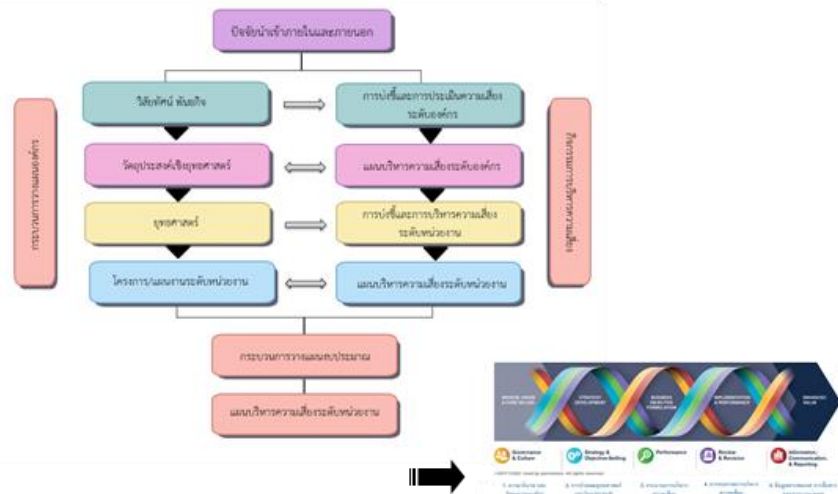 ปัจจัยนำเข้าภายในและภายนอก
กระบวนการวางแผนองค์กร
วิสัยทัศน์ พันธกิจ
การบ่งชี้และการประเมินความเสี่ยง
ระดับองค์กร
วัตถุประสงค์เชิงยุทธศาสตร์
แผนบริหารความเสี่ยงระดับองค์กร
ยุทธศาสตร์
การบ่งชี้และการบริหารความเสี่ยง
ระดับหน่วยงาน
โครงการ/แผนงานระดับหน่วยงาน
แผนบริหารความเสี่ยงระดับหน่วยงาน
กิจกรรมการบริหารความเสี่ยง
กระบวนการวางแผนงบประมาณ
แผนบริหารความเสี่ยงระดับหน่วยงาน
MISSION, VISION
& CORE VALUES
STRATEGY
DEVELOPMENT
BUSINESS
OBJECTIVE
FORMULATION
IMPLEMENTATION
& PERFORMANCE
ENHANCED
VALUE
Governance
& Culture
Strategy &
Objective-Setting
Performance
Review
& Revision
Information,
Communication,
& Reporting